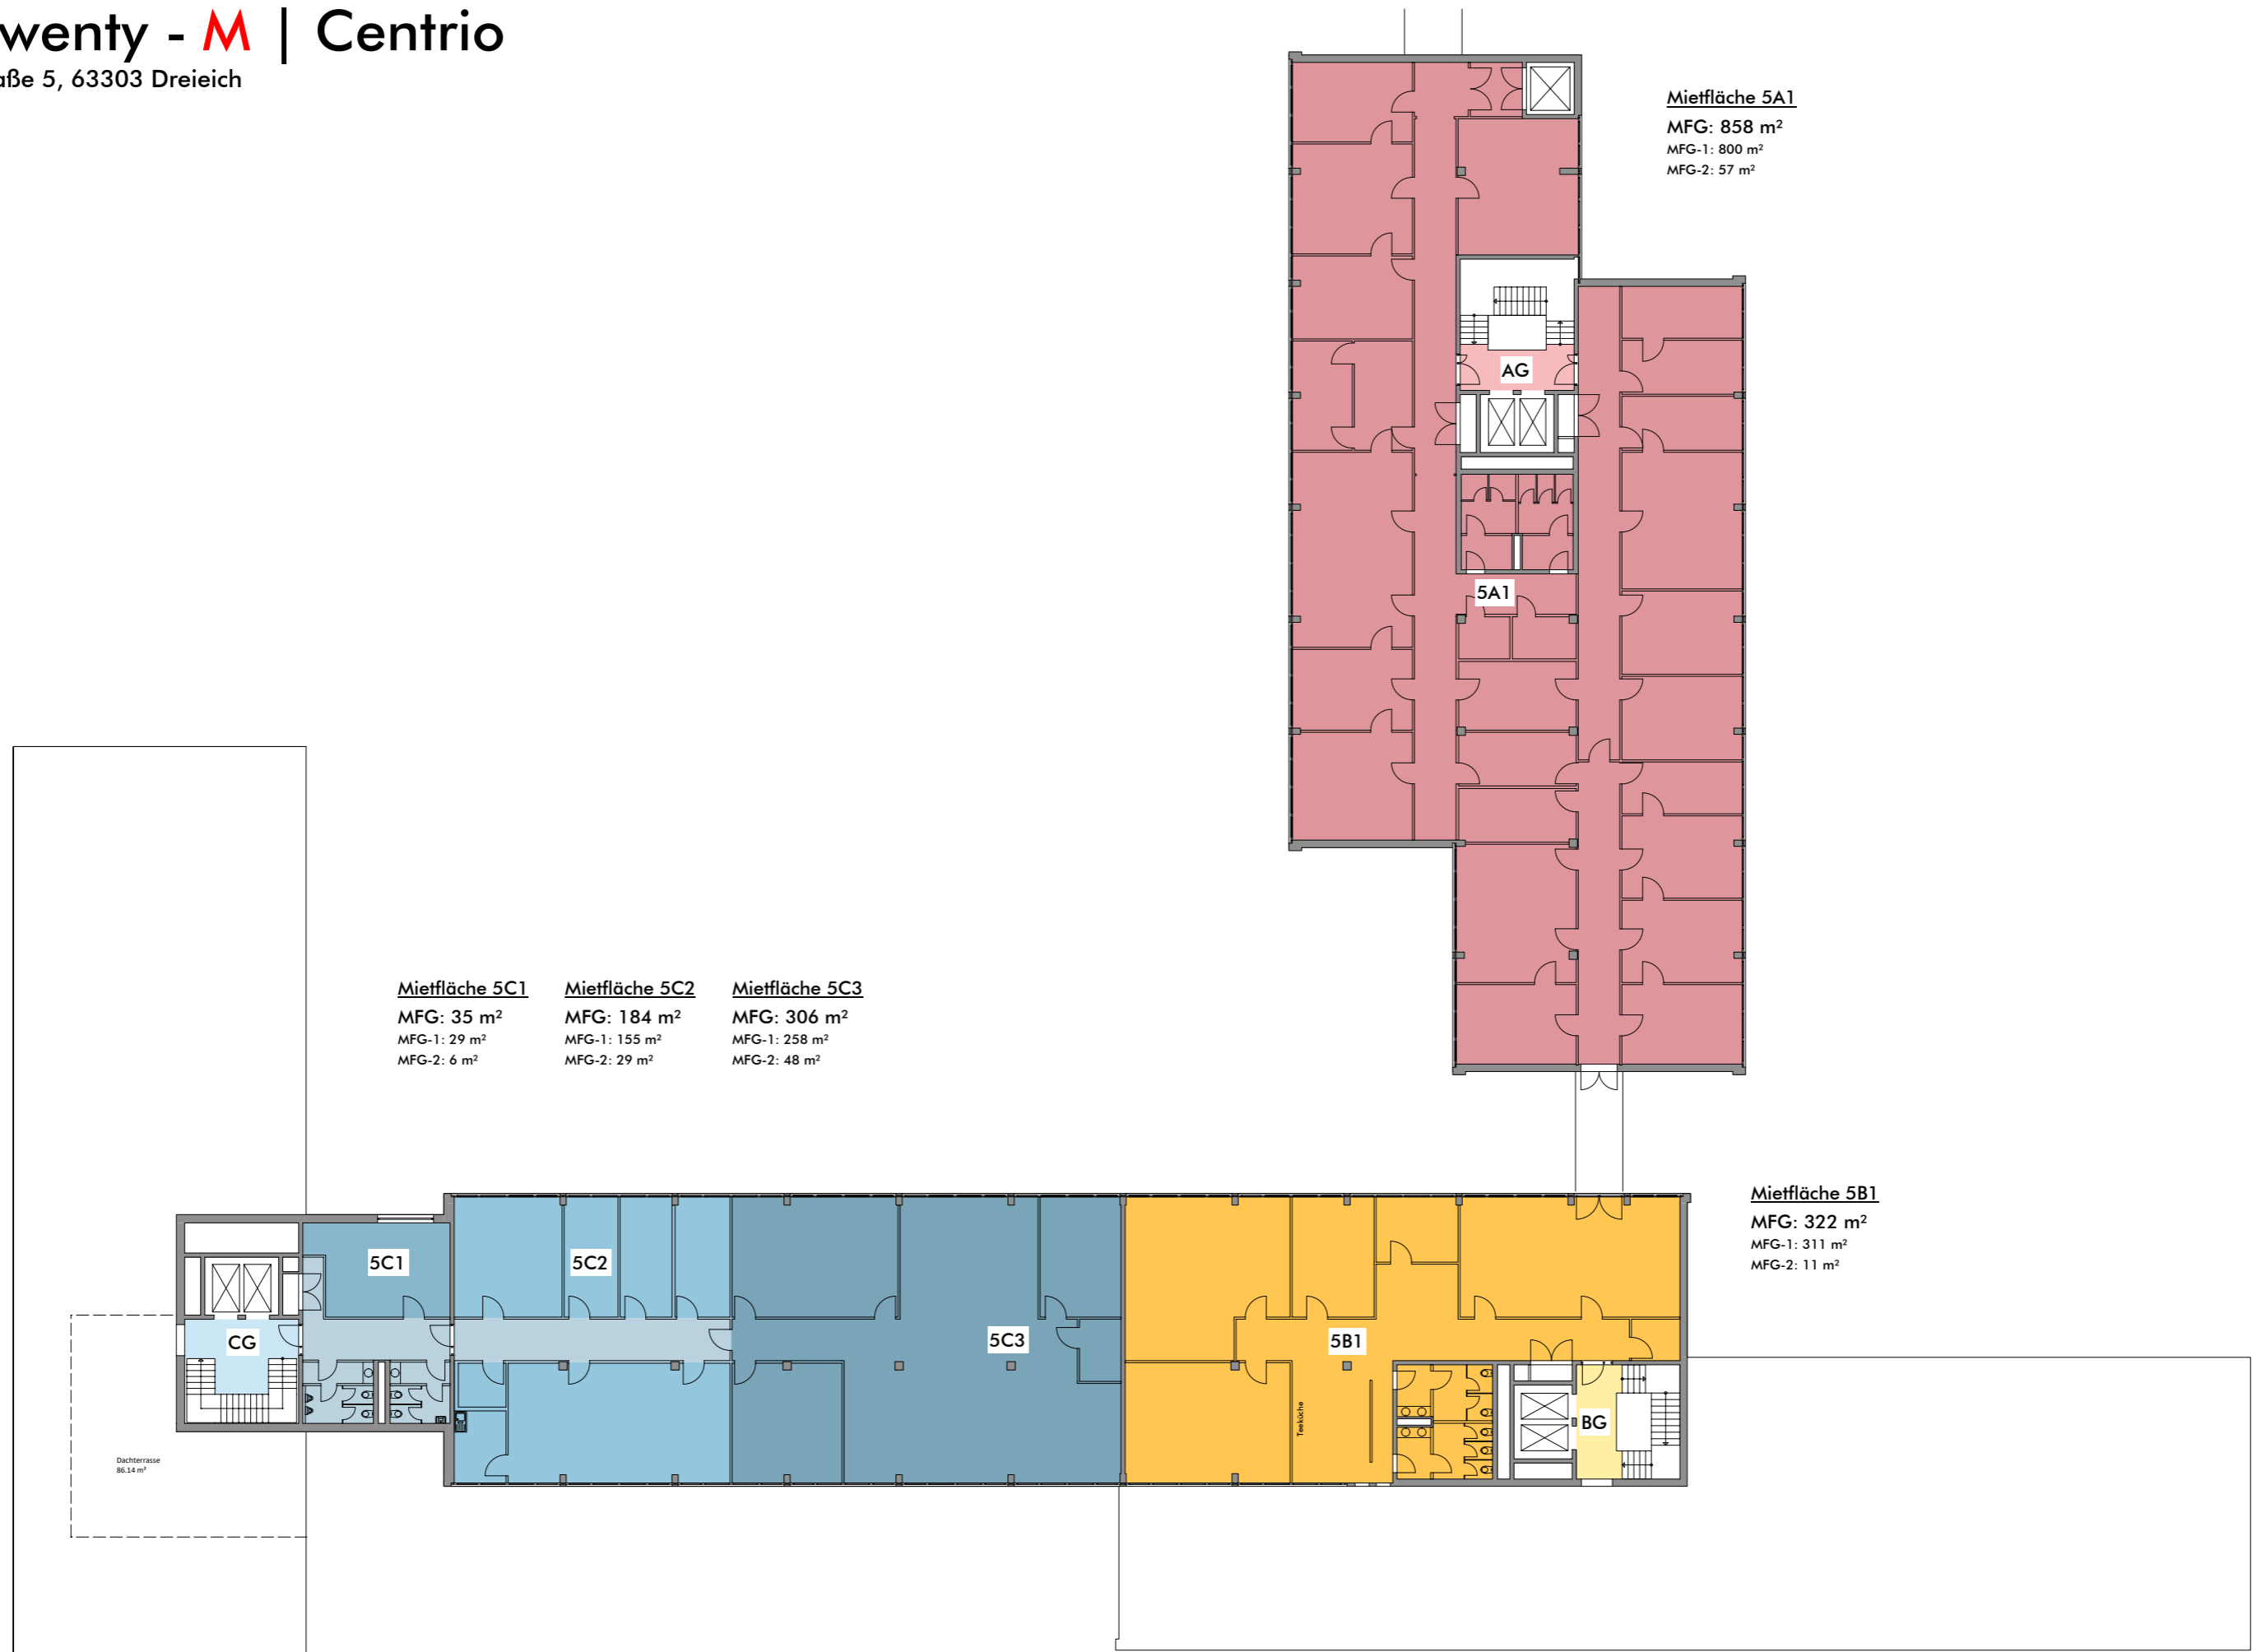 wenty - M | Centrio
aße 5, 63303 Dreieich
Mietfläche 5A1
MFG: 858 m²
MFG-1: 800 m²
MFG-2: 57 m²
AG
5A1
Mietfläche 5C1
MFG: 35 m²
MFG-1: 29 m²
MFG-2: 6 m²
Mietfläche 5C2
MFG: 184 m²
MFG-1: 155 m²
MFG-2: 29 m²
Mietfläche 5C3
MFG: 306 m²
MFG-1: 258 m²
MFG-2: 48 m²
Mietfläche 5B1
MFG: 322 m²
MFG-1: 311 m²
MFG-2: 11 m²
5C1
5C2
CG
5C3
5B1
Teeküche
BG
Dachterrasse
86.14 m²